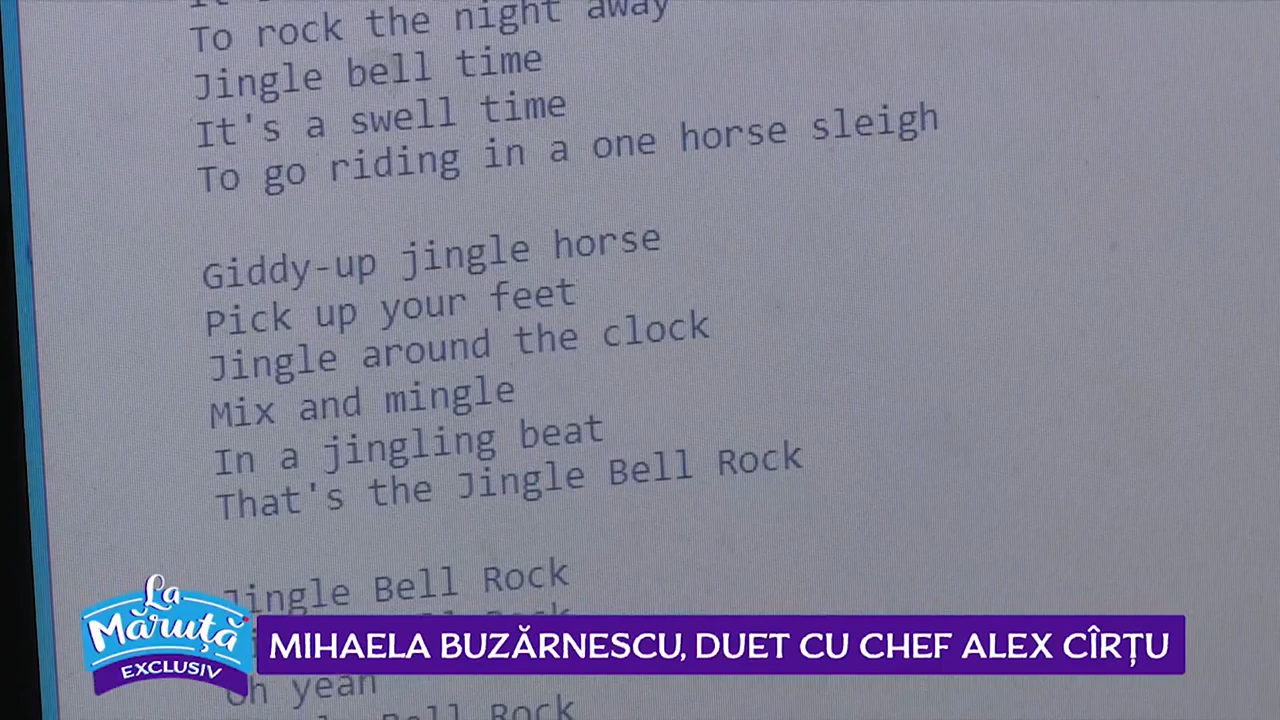 To rock the night away
Jingle bell time
It's a swell time
To go riding in a one horse sleigh
Giddy-up jingle horse
Pick up your feet
Jingle around the clock
Mix and mingle
In a jingling beat
That's the Jingle Bell Rock
Jingle Bell Rock
La
Măruță
EXCLUSIV
MIHAELA BUZĂRNESCU, DUET CU CHEF ALEX CÎRȚU
Oh yeah
Bell Rock